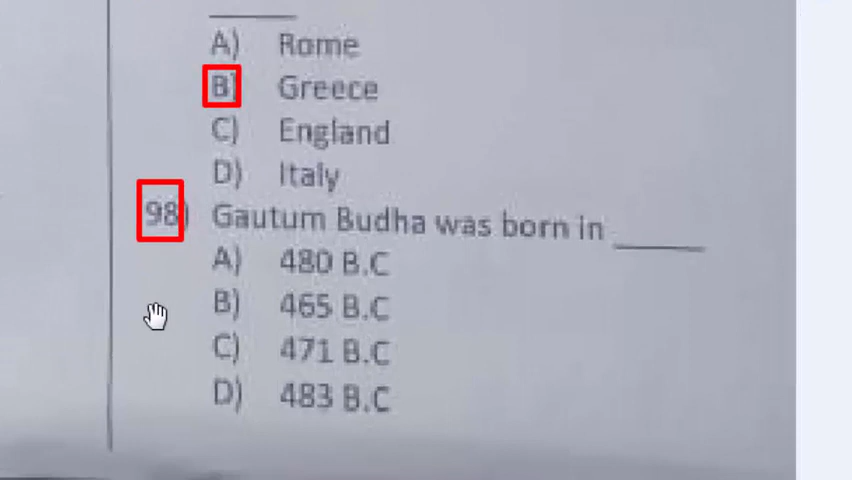 A) Rome
B) Greece
C) England
D) Italy
98) Gautum Budha was born in ______
A) 480 B.C
B) 465 B.C
C) 471 B.C
D) 483 B.C